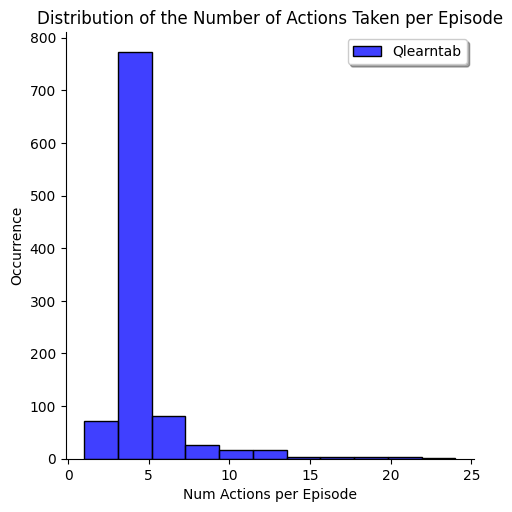 Distribution of the Number of Actions Taken per Episode
Qlearntab
800
700
600
500
400
300
200
100
0
Occurrence
0 5 10 15 20 25
Num Actions per Episode